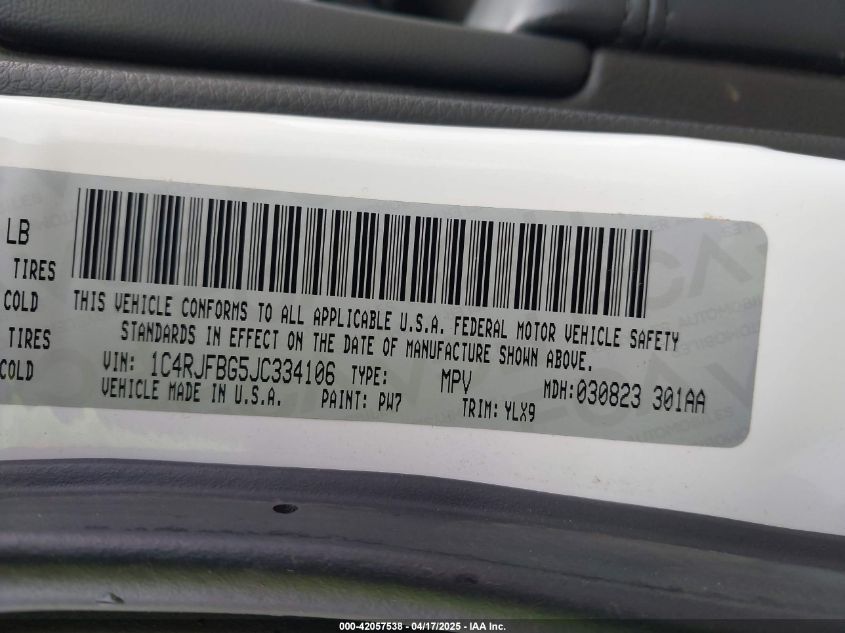 LB
TIRES
COLD
TIRES
COLD
THIS VEHICLE CONFORMS TO ALL APPLICABLE U.S.A. FEDERAL MOTOR VEHICLE SAFETY
STANDARDS IN EFFECT ON THE DATE OF MANUFACTURE SHOWN ABOVE.
VIN: 1C4RJFBG5JC334106 TYPE: MPV MDH:030823 301AA
VEHICLE MADE IN U.S.A. PAINT: PW7 TRIM: YLX9
000-42057538 - 04/17/2025 - IAA Inc.